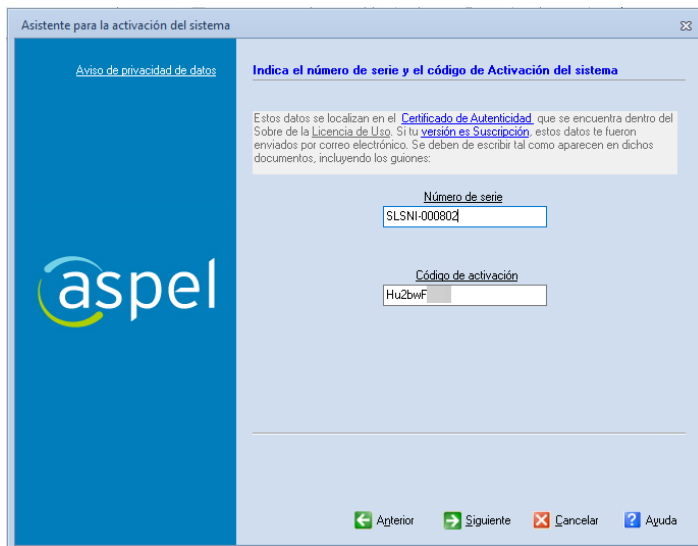 Asistente para la activación del sistema
Aviso de privacidad de datos
Indica el número de serie y el código de Activación del sistema
Estos datos se localizan en el Certificado de Autenticidad que se encuentra dentro del
Sobre de la Licencia de Uso. Si tu versión es Suscripción, estos datos te fueron
enviados por correo electrónico. Se deben de escribir tal como aparecen en dichos
documentos, incluyendo los guiones:
Número de serie
SLSNI-000802
aspel
Código de activación
Hu2bwF
Anterior
Siguiente
Cancelar
? Ayuda